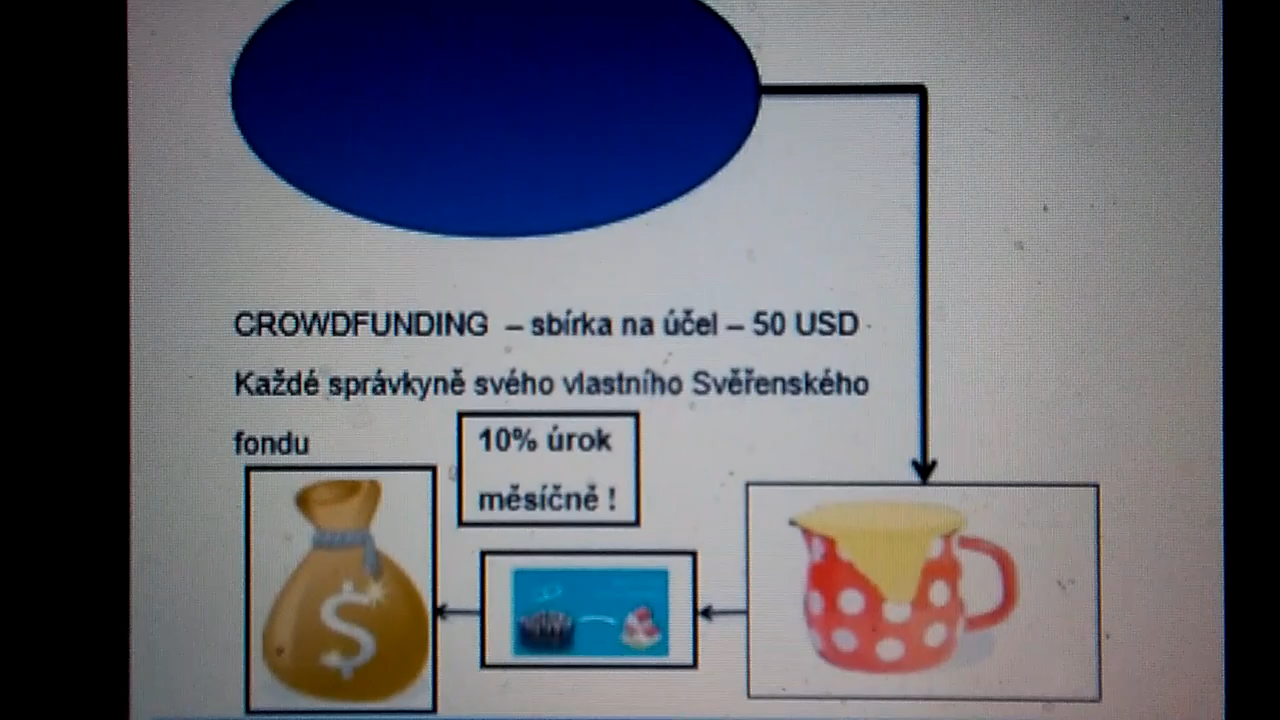 CROWDFUNDING – sbírka na účel – 50 USD
Každé správkyně svého vlastního Svěřenského
fondu
10% úrok
měsíčně !
$